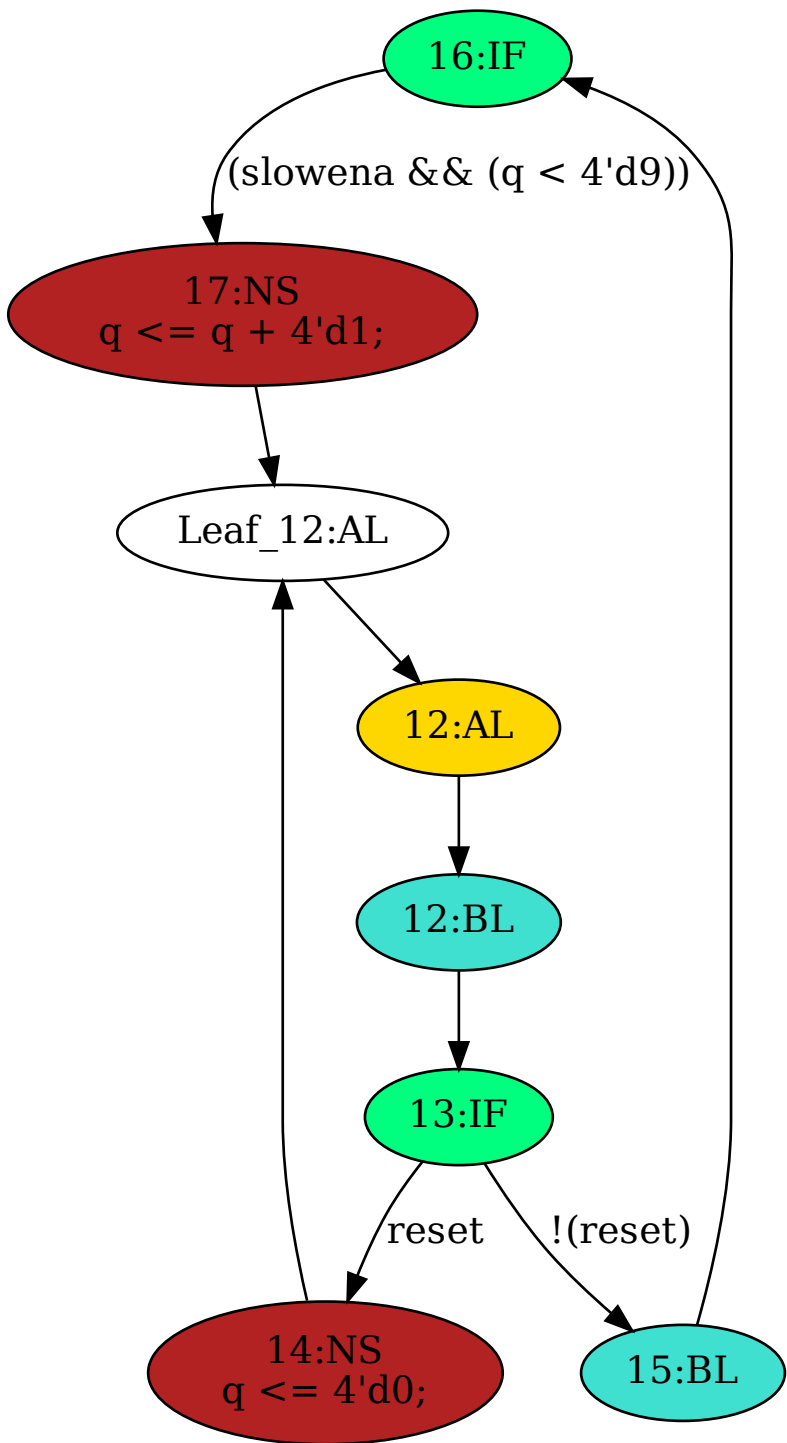 16:IF
(slowena && (q < 4'd9))
17:NS
q <= q + 4'd1;
Leaf_12:AL
12:AL
12:BL
13:IF
reset
!(reset)
14:NS
q <= 4'd0;
15:BL